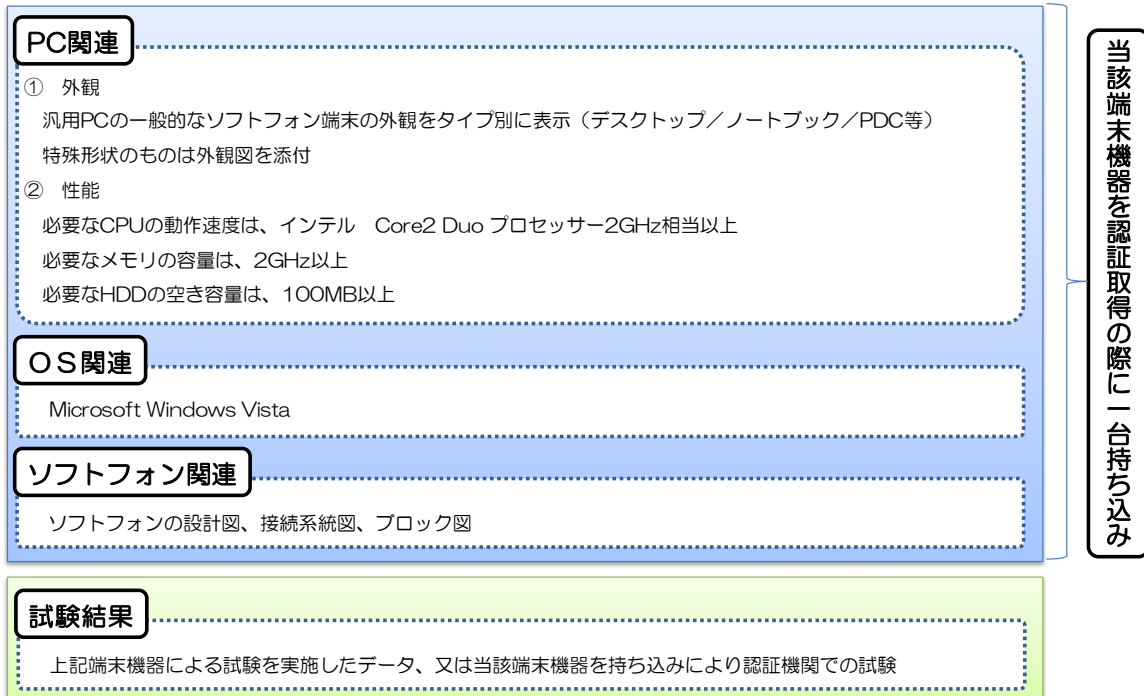 PC関連
① 外観
汎用PCの一般的なソフトフォン端末の外観をタイプ別に表示（デスクトップ／ノートブック／PDC等）
特殊形状のものは外観図を添付
② 性能
必要なCPUの動作速度は、インテル　Core2 Duo プロセッサー2GHz相当以上
必要なメモリの容量は、2GHz以上
必要なHDDの空き容量は、100MB以上
ＯＳ関連
Microsoft Windows Vista
ソフトフォン関連
ソフトフォンの設計図、接続系統図、ブロック図
当該端末機器を認証取得の際に一台持ち込み
試験結果
上記端末機器による試験を実施したデータ、又は当該端末機器を持ち込みにより認証機関での試験